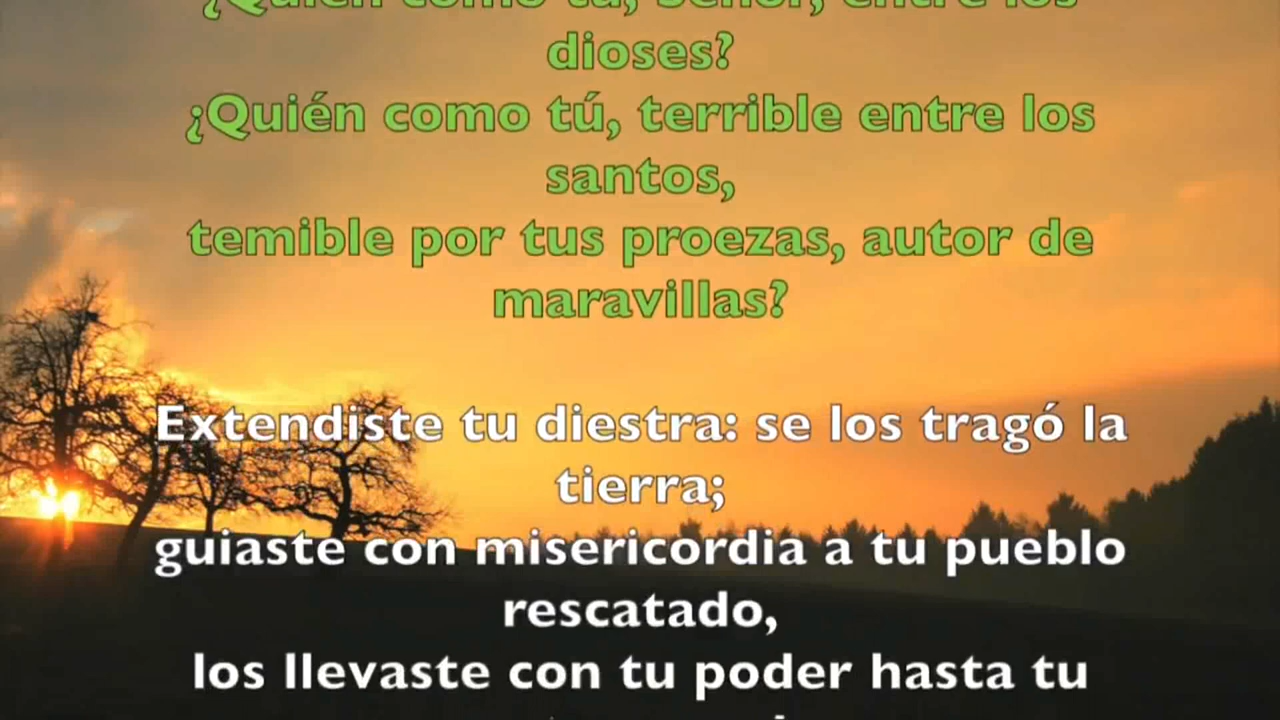 ¿Quién como tú, Señor, entre los
dioses?
¿Quién como tú, terrible entre los
santos,
temible por tus proezas, autor de
maravillas?
Extendiste tu diestra: se los tragó la
tierra;
guiaste con misericordia a tu pueblo
rescatado,
los llevaste con tu poder hasta tu